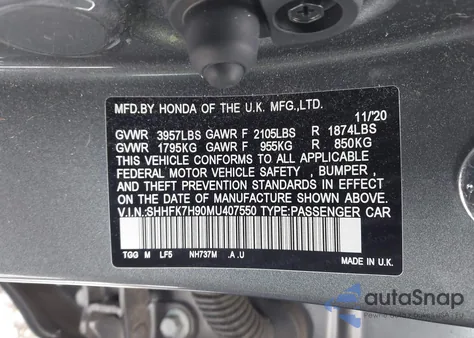 MFD.BY HONDA OF THE U.K. MFG.,LTD.
11/'20
GVWR 3957LBS GAWR F 2105LBS R 1874LBS
GVWR 1795KG GAWR F 955KG R 850KG
THIS VEHICLE CONFORMS TO ALL APPLICABLE
FEDERAL MOTOR VEHICLE SAFETY , BUMPER ,
AND THEFT PREVENTION STANDARDS IN EFFECT
ON THE DATE OF MANUFACTURE SHOWN ABOVE.
V.I.N.:SHHFK7H90MU407550 TYPE:PASSENGER CAR
TGG M LF5 NH737M .A .U
MADE IN U.K.
autoSnap